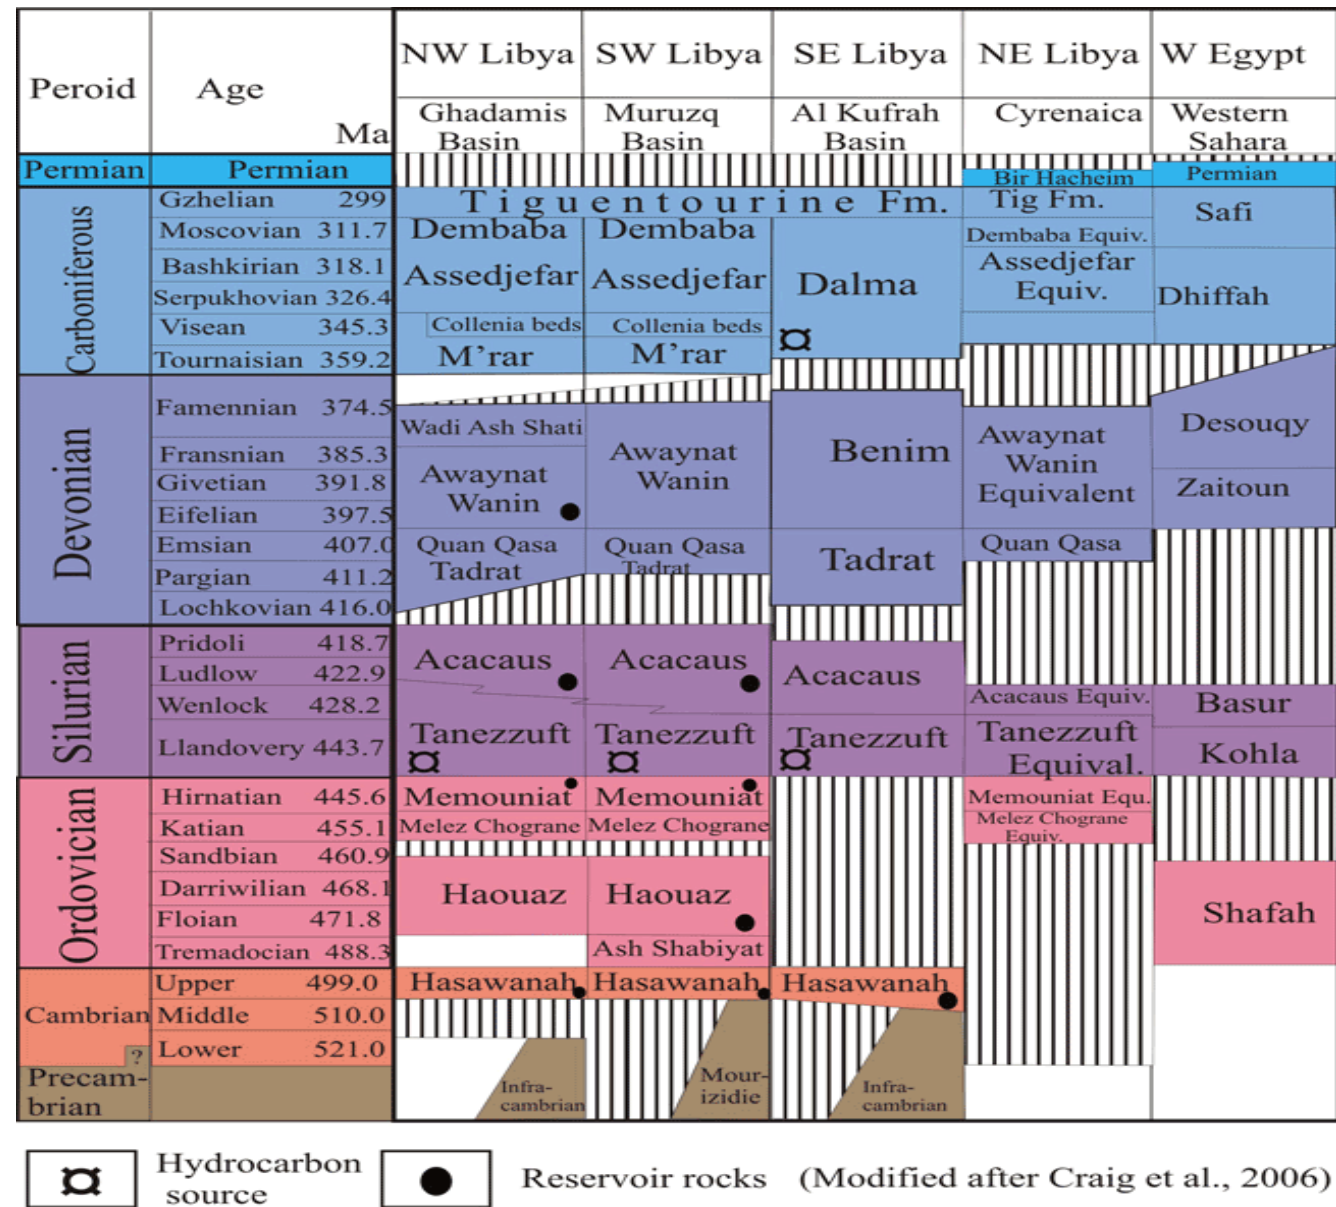 Peroid
Age
Ma
NW Libya
SW Libya
SE Libya
NE Libya
W Egypt
Ghadamis
Basin
Muruzq
Basin
Al Kufrah
Basin
Cyrenaica
Western
Sahara
Permian
Permian
Bir Hacheim
Permian
Carboniferous
Gzhelian 299
Moscovian 311.7
Bashkirian 318.1
Serpukhovian 326.4
Visean 345.3
Tournaisian 359.2
Tiguentourine Fm.
Tig Fm.
Safi
Dembaba
Dembaba
Dembaba Equiv.
Assedjefar
Assedjefar
Dalma
Assedjefar
Equiv.
Dhiffah
Collenia beds
Collenia beds
M'rar
M'rar
Devonian
Famennian 374.5
Fransnian 385.3
Givetian 391.8
Eifelian 397.5
Emsian 407.0
Pargian 411.2
Lochkovian 416.0
Wadi Ash Shati
Awaynat
Wanin
Awaynat
Wanin
Benim
Awaynat
Wanin
Equivalent
Desouqy
Zaitoun
Quan Qasa
Tadrat
Quan Qasa
Tadrat
Tadrat
Quan Qasa
Silurian
Pridoli 418.7
Ludlow 422.9
Wenlock 428.2
Llandovery 443.7
Acacaus
Acacaus
Acacaus
Acacaus Equiv.
Basur
Tanezzuft
Tanezzuft
Tanezzuft
Tanezzuft
Equival.
Kohla
Ordovician
Hirnatian 445.6
Katian 455.1
Sandbian 460.9
Darriwilian 468.1
Floian 471.8
Tremadocian 488.3
Memouniat
Memouniat
Memouniat Equ.
Melez Chograne
Melez Chograne
Melez Chograne
Equiv.
Haouaz
Haouaz
Shafah
Ash Shabiyat
Cambrian
?
Upper 499.0
Middle 510.0
Lower 521.0
Hasawanah
Hasawanah
Hasawanah
Precam-
brian
Infra-
cambrian
Mour-
izidie
Infra-
cambrian
Hydrocarbon
source
Reservoir rocks
(Modified after Craig et al., 2006)